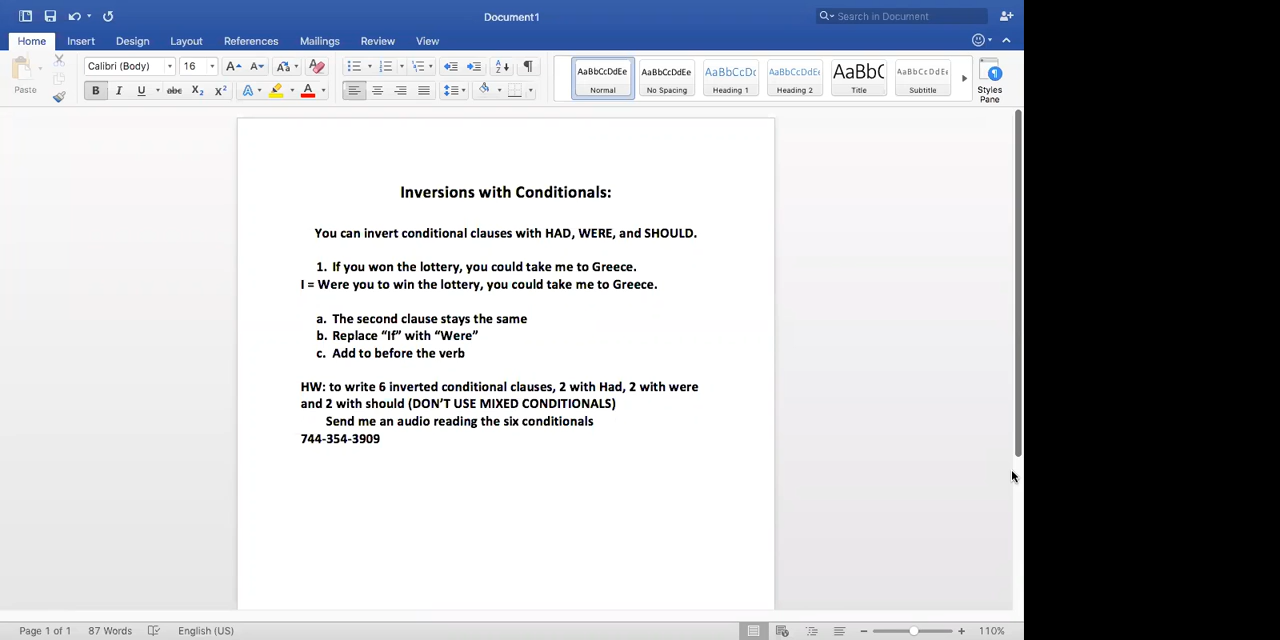 Document1
Search in Document
Home Insert Design Layout References Mailings Review View
Paste
Calibri (Body) 16
B I U abc X₂ X²
AaBbCcDdEe AaBbCcDdEe AaBbCcDc AaBbCcDdEe AaBbC AaBbCcDdEe
Normal No Spacing Heading 1 Heading 2 Title Subtitle
Styles
Pane
Inversions with Conditionals:
You can invert conditional clauses with HAD, WERE, and SHOULD.
1. If you won the lottery, you could take me to Greece.
I = Were you to win the lottery, you could take me to Greece.
a. The second clause stays the same
b. Replace “If” with “Were”
c. Add to before the verb
HW: to write 6 inverted conditional clauses, 2 with Had, 2 with were
and 2 with should (DON’T USE MIXED CONDITIONALS)
Send me an audio reading the six conditionals
744-354-3909
Page 1 of 1 87 Words English (US) 110%